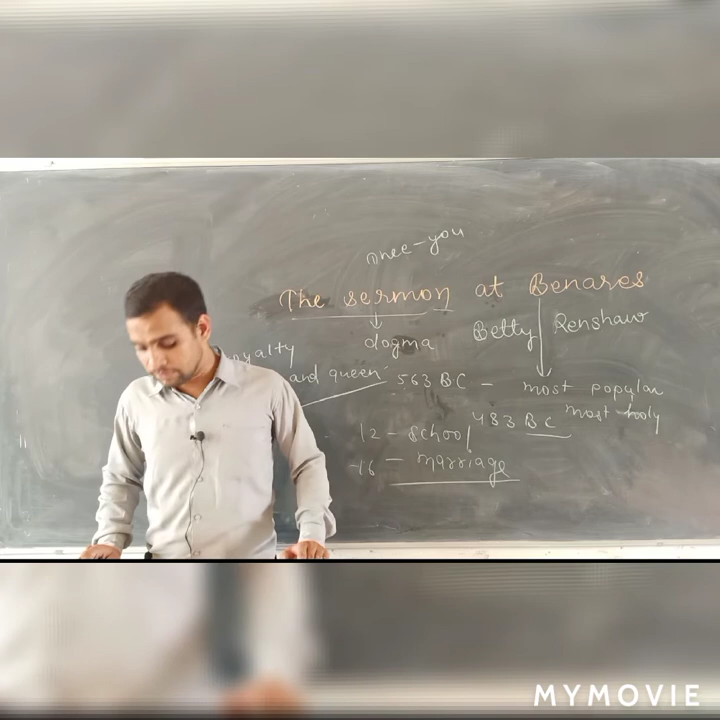 Thee-you
The sermon at Benares
Betty Renshaw
dogma
yalty
and queen
563 BC - most popular
483 BC most holy
12 - school
16 - marriage
MYMOVIE